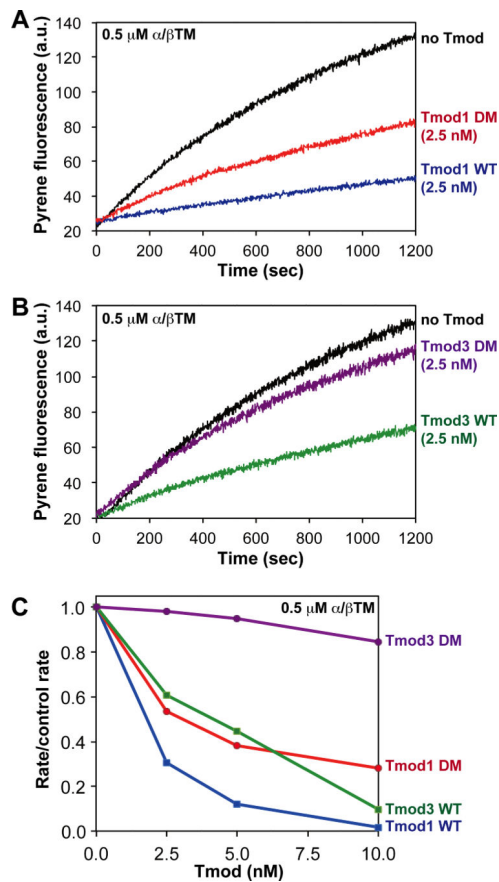 A
0.5 μM α/βTM
Pyrene fluorescence (a.u.)
140
120
100
80
60
40
20
0 200 400 600 800 1000 1200
Time (sec)
no Tmod
Tmod1 DM
(2.5 nM)
Tmod1 WT
(2.5 nM)
B
0.5 μM α/βTM
Pyrene fluorescence (a.u.)
140
120
100
80
60
40
20
0 200 400 600 800 1000 1200
Time (sec)
no Tmod
Tmod3 DM
(2.5 nM)
Tmod3 WT
(2.5 nM)
C
0.5 μM α/βTM
Rate/control rate
1.0
0.8
0.6
0.4
0.2
0.0
0.0 2.5 5.0 7.5 10.0
Tmod (nM)
Tmod3 DM
Tmod1 DM
Tmod3 WT
Tmod1 WT